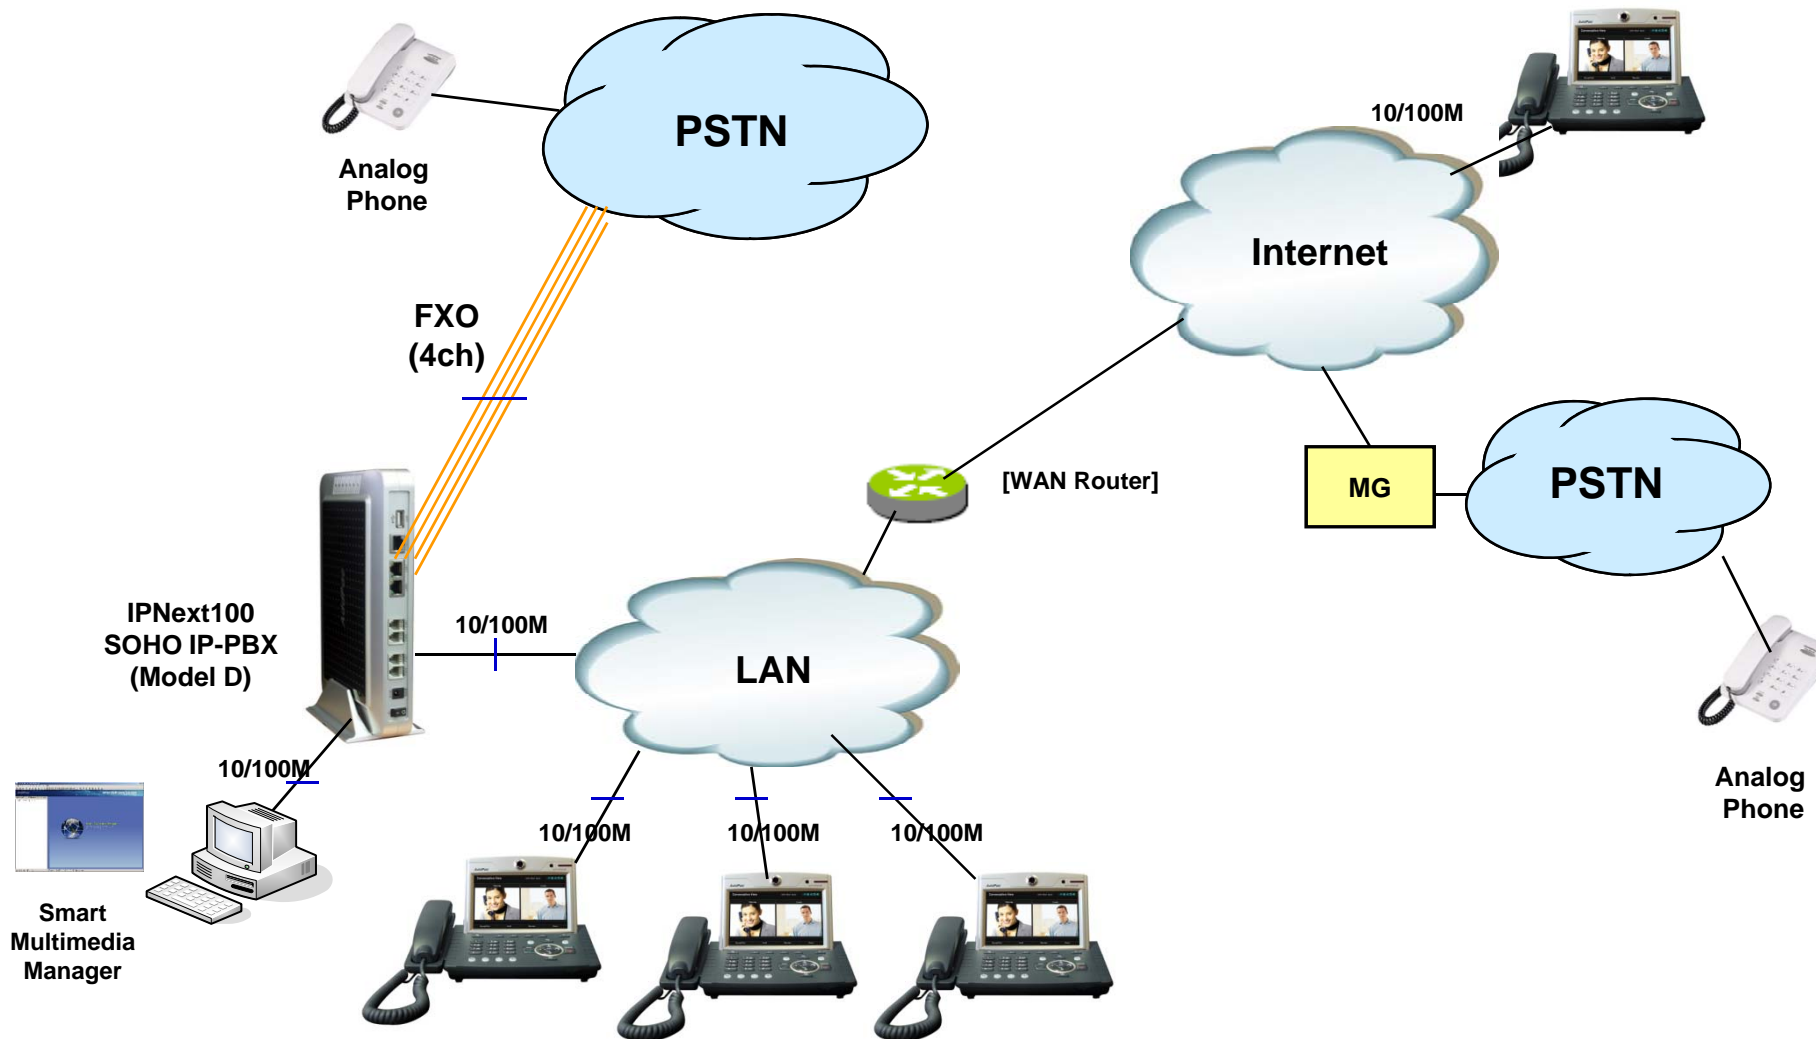 PSTN
Analog
Phone
10/100M
Internet
FXO
(4ch)
[WAN Router]
MG
PSTN
IPNext100
SOHO IP-PBX
(Model D)
10/100M
LAN
10/100M
Analog
Phone
10/100M
10/100M
10/100M
Smart
Multimedia
Manager